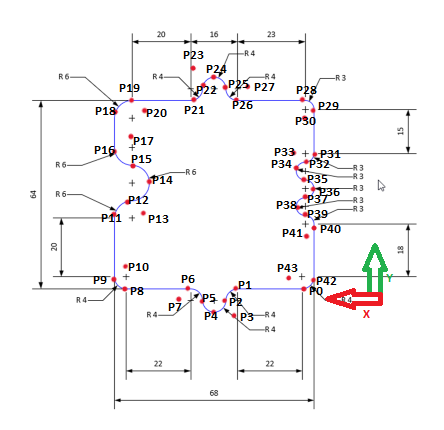 20 16 23
P23
R 4
P24
R 6 R 4 P25 P27 R 3
P19 P22 P28
P18 P20 P21 P26 P29
P30
P17 15
P16 P33 P31
R 6 P15 P34 P32 R 3
P14 R 6 P35 R 3
64 R 6 P36 R 3
P12 P38 P37 R 3
P11 P13 P39 R 3
P41 P40
20 18
P10 P43
P9 P6 P1 P42 Y
P8 P5 P2 P0
R 4 P7 P4 P3 R 4 R 4
X
R 4 R 4
22 22
68